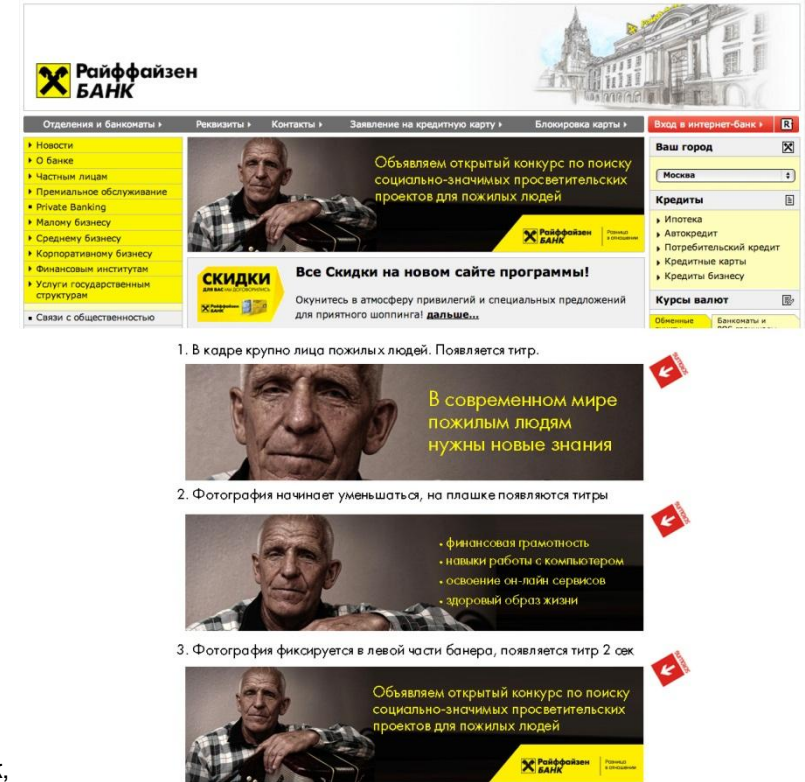 Райффайзен
БАНК
Отделения и банкоматы
Реквизиты
Контакты
Заявление на кредитную карту
Блокировка карты
Вход в интернет-банк
R
Новости
О банке
Частным лицам
Премиальное обслуживание
Private Banking
Малому бизнесу
Среднему бизнесу
Корпоративному бизнесу
Финансовым институтам
Услуги государственным
структурам
Связи с общественностью
Объявляем открытый конкурс по поиску
социально-значимых просветительских
проектов для пожилых людей
Райффайзен
БАНК
Разница
в отношении
СКИДКИ
Все Скидки на новом сайте программы!
Окунитесь в атмосферу привилегий и специальных предложений
для приятного шоппинга! дальше...
Ваш город
Москва
Кредиты
Ипотека
Автокредит
Потребительский кредит
Кредитные карты
Кредиты бизнесу
Курсы валют
Обменные
Банкоматы и
1. В кадре крупно лица пожилых людей. Появляется титр.
В современном мире
пожилым людям
нужны новые знания
2. Фотография начинает уменьшаться, на плашке появляются титры
• финансовая грамотность
• навыки работы с компьютером
• освоение он-лайн сервисов
• здоровый образ жизни
3. Фотография фиксируется в левой части банера, появляется титр 2 сек
Объявляем открытый конкурс по поиску
социально-значимых просветительских
проектов для пожилых людей
Райффайзен
БАНК
Разница
в отношении